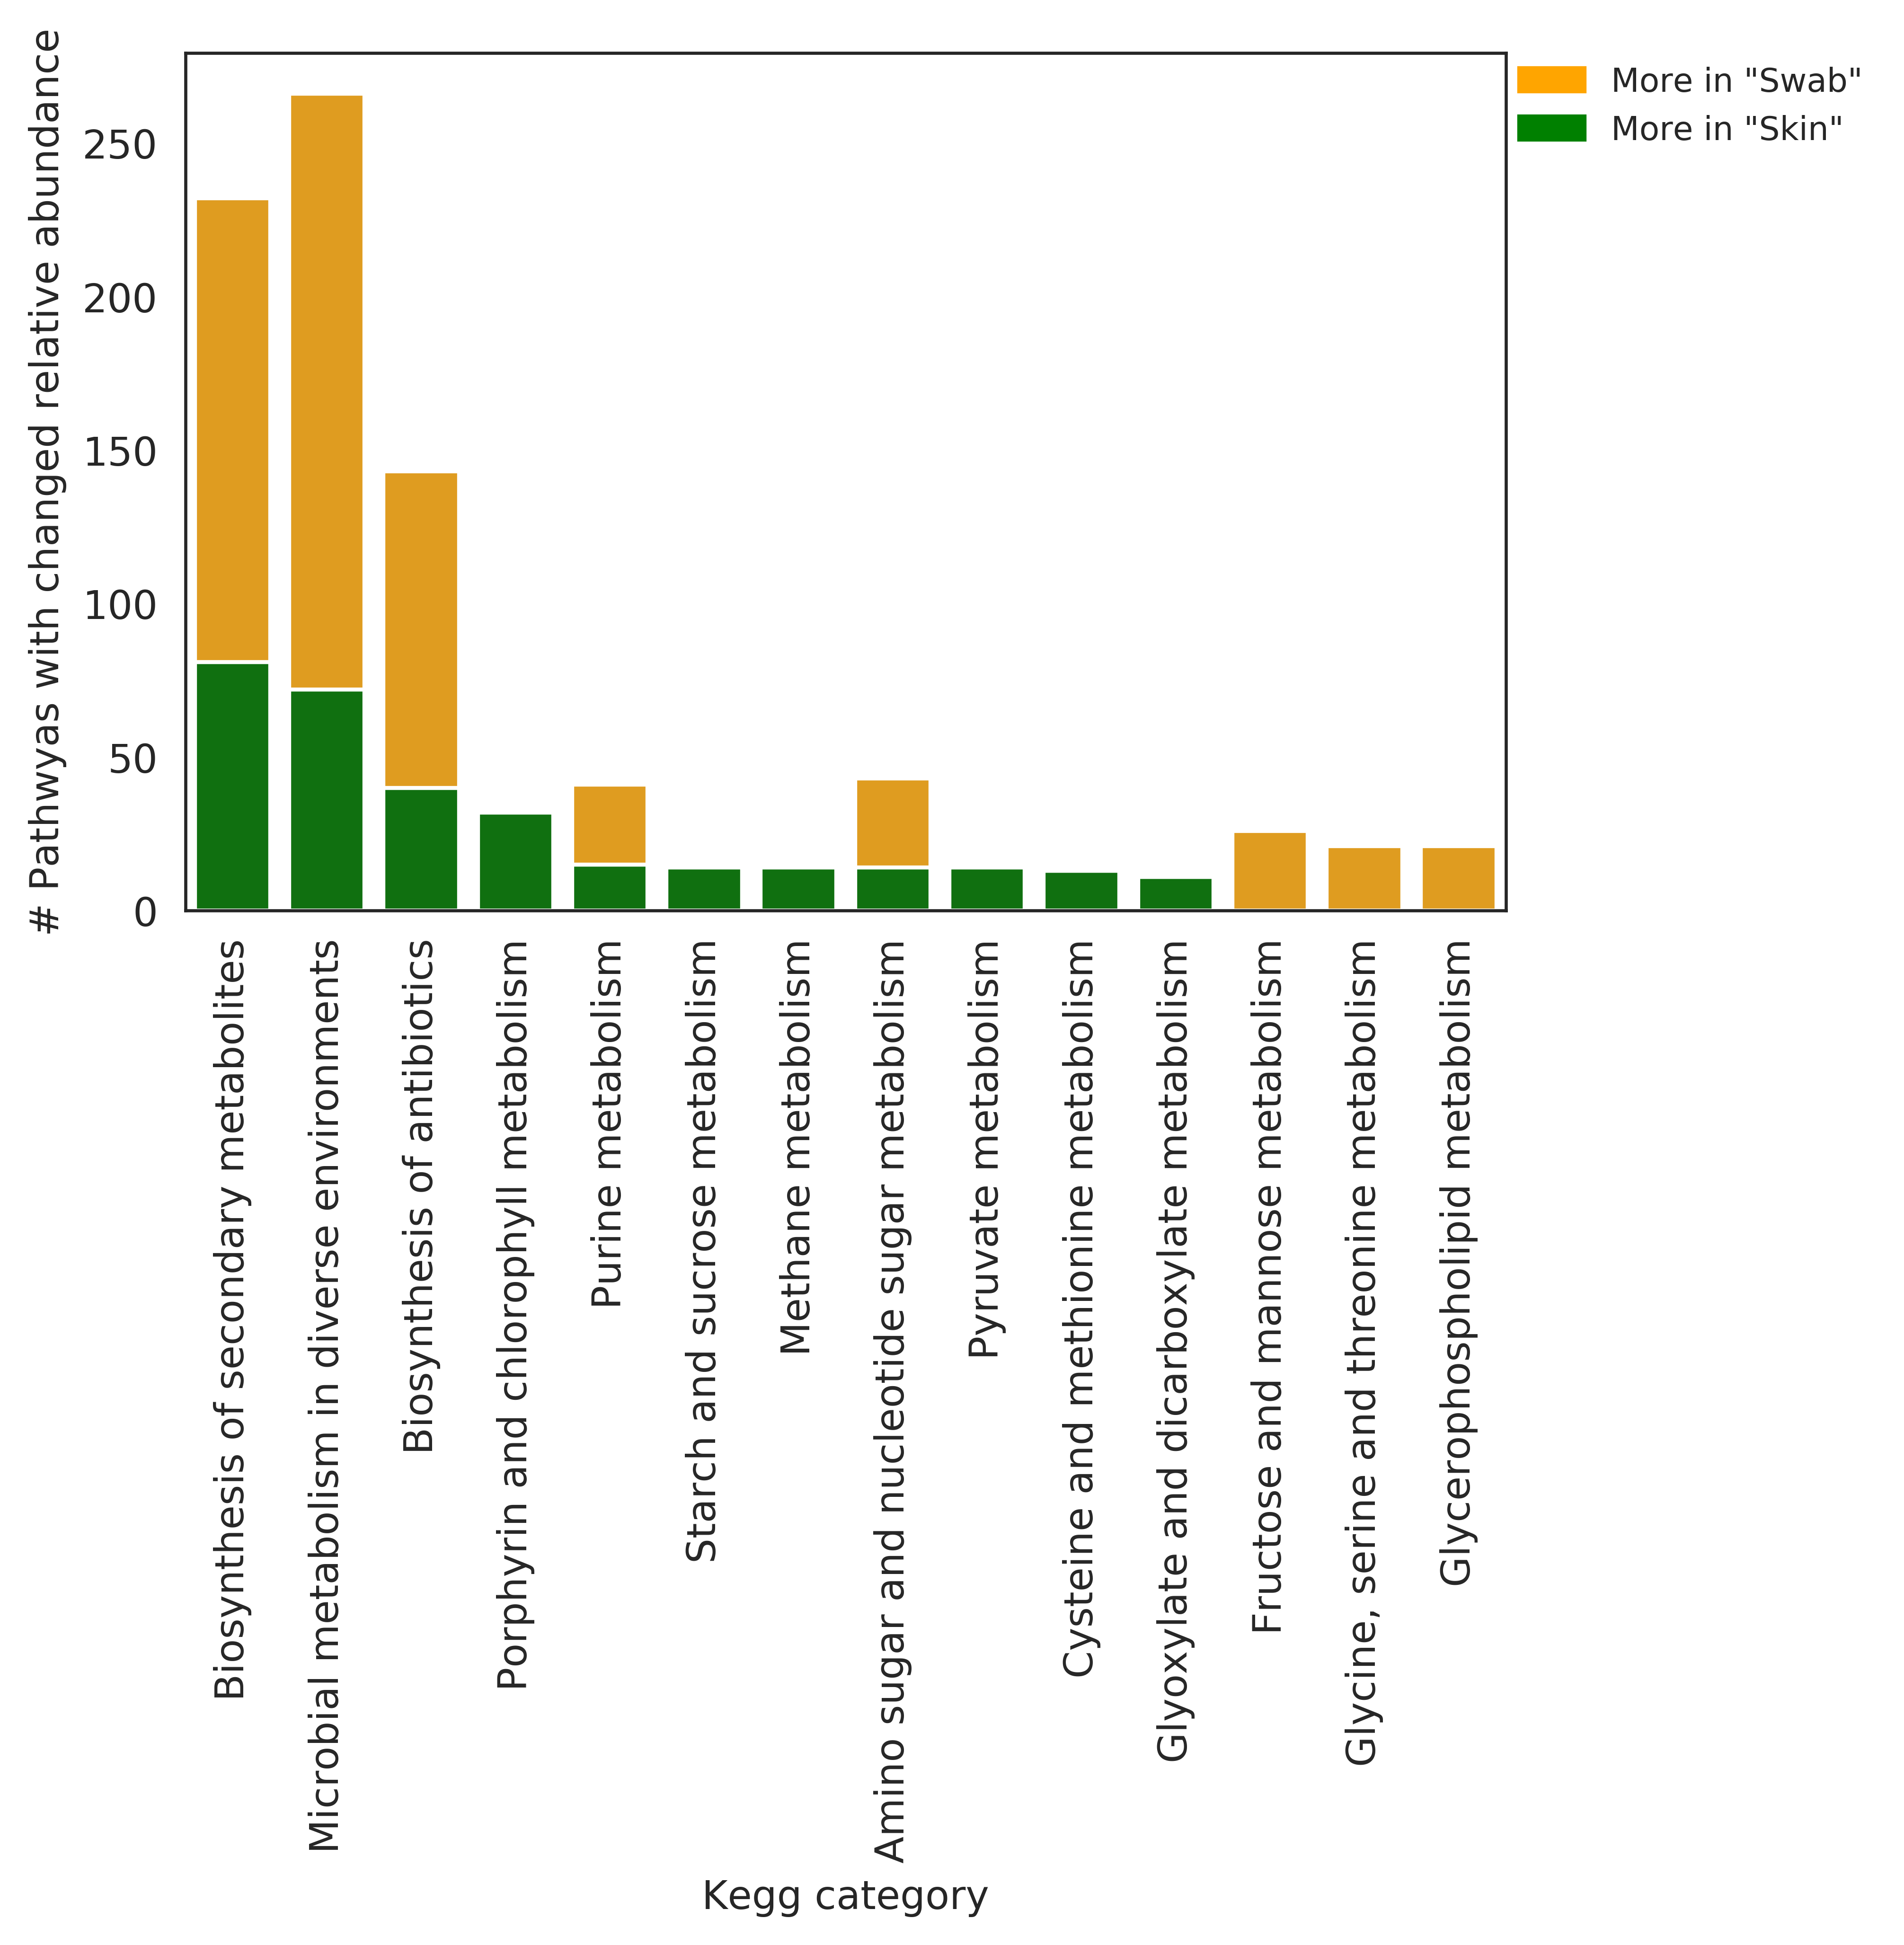 # Pathwyas with changed relative abundance
250
200
150
100
50
0
More in "Swab"
More in "Skin"
Biosynthesis of secondary metabolites
Microbial metabolism in diverse environments
Biosynthesis of antibiotics
Porphyrin and chlorophyll metabolism
Purine metabolism
Starch and sucrose metabolism
Methane metabolism
Amino sugar and nucleotide sugar metabolism
Pyruvate metabolism
Cysteine and methionine metabolism
Glyoxylate and dicarboxylate metabolism
Fructose and mannose metabolism
Glycine, serine and threonine metabolism
Glycerophospholipid metabolism
Kegg category